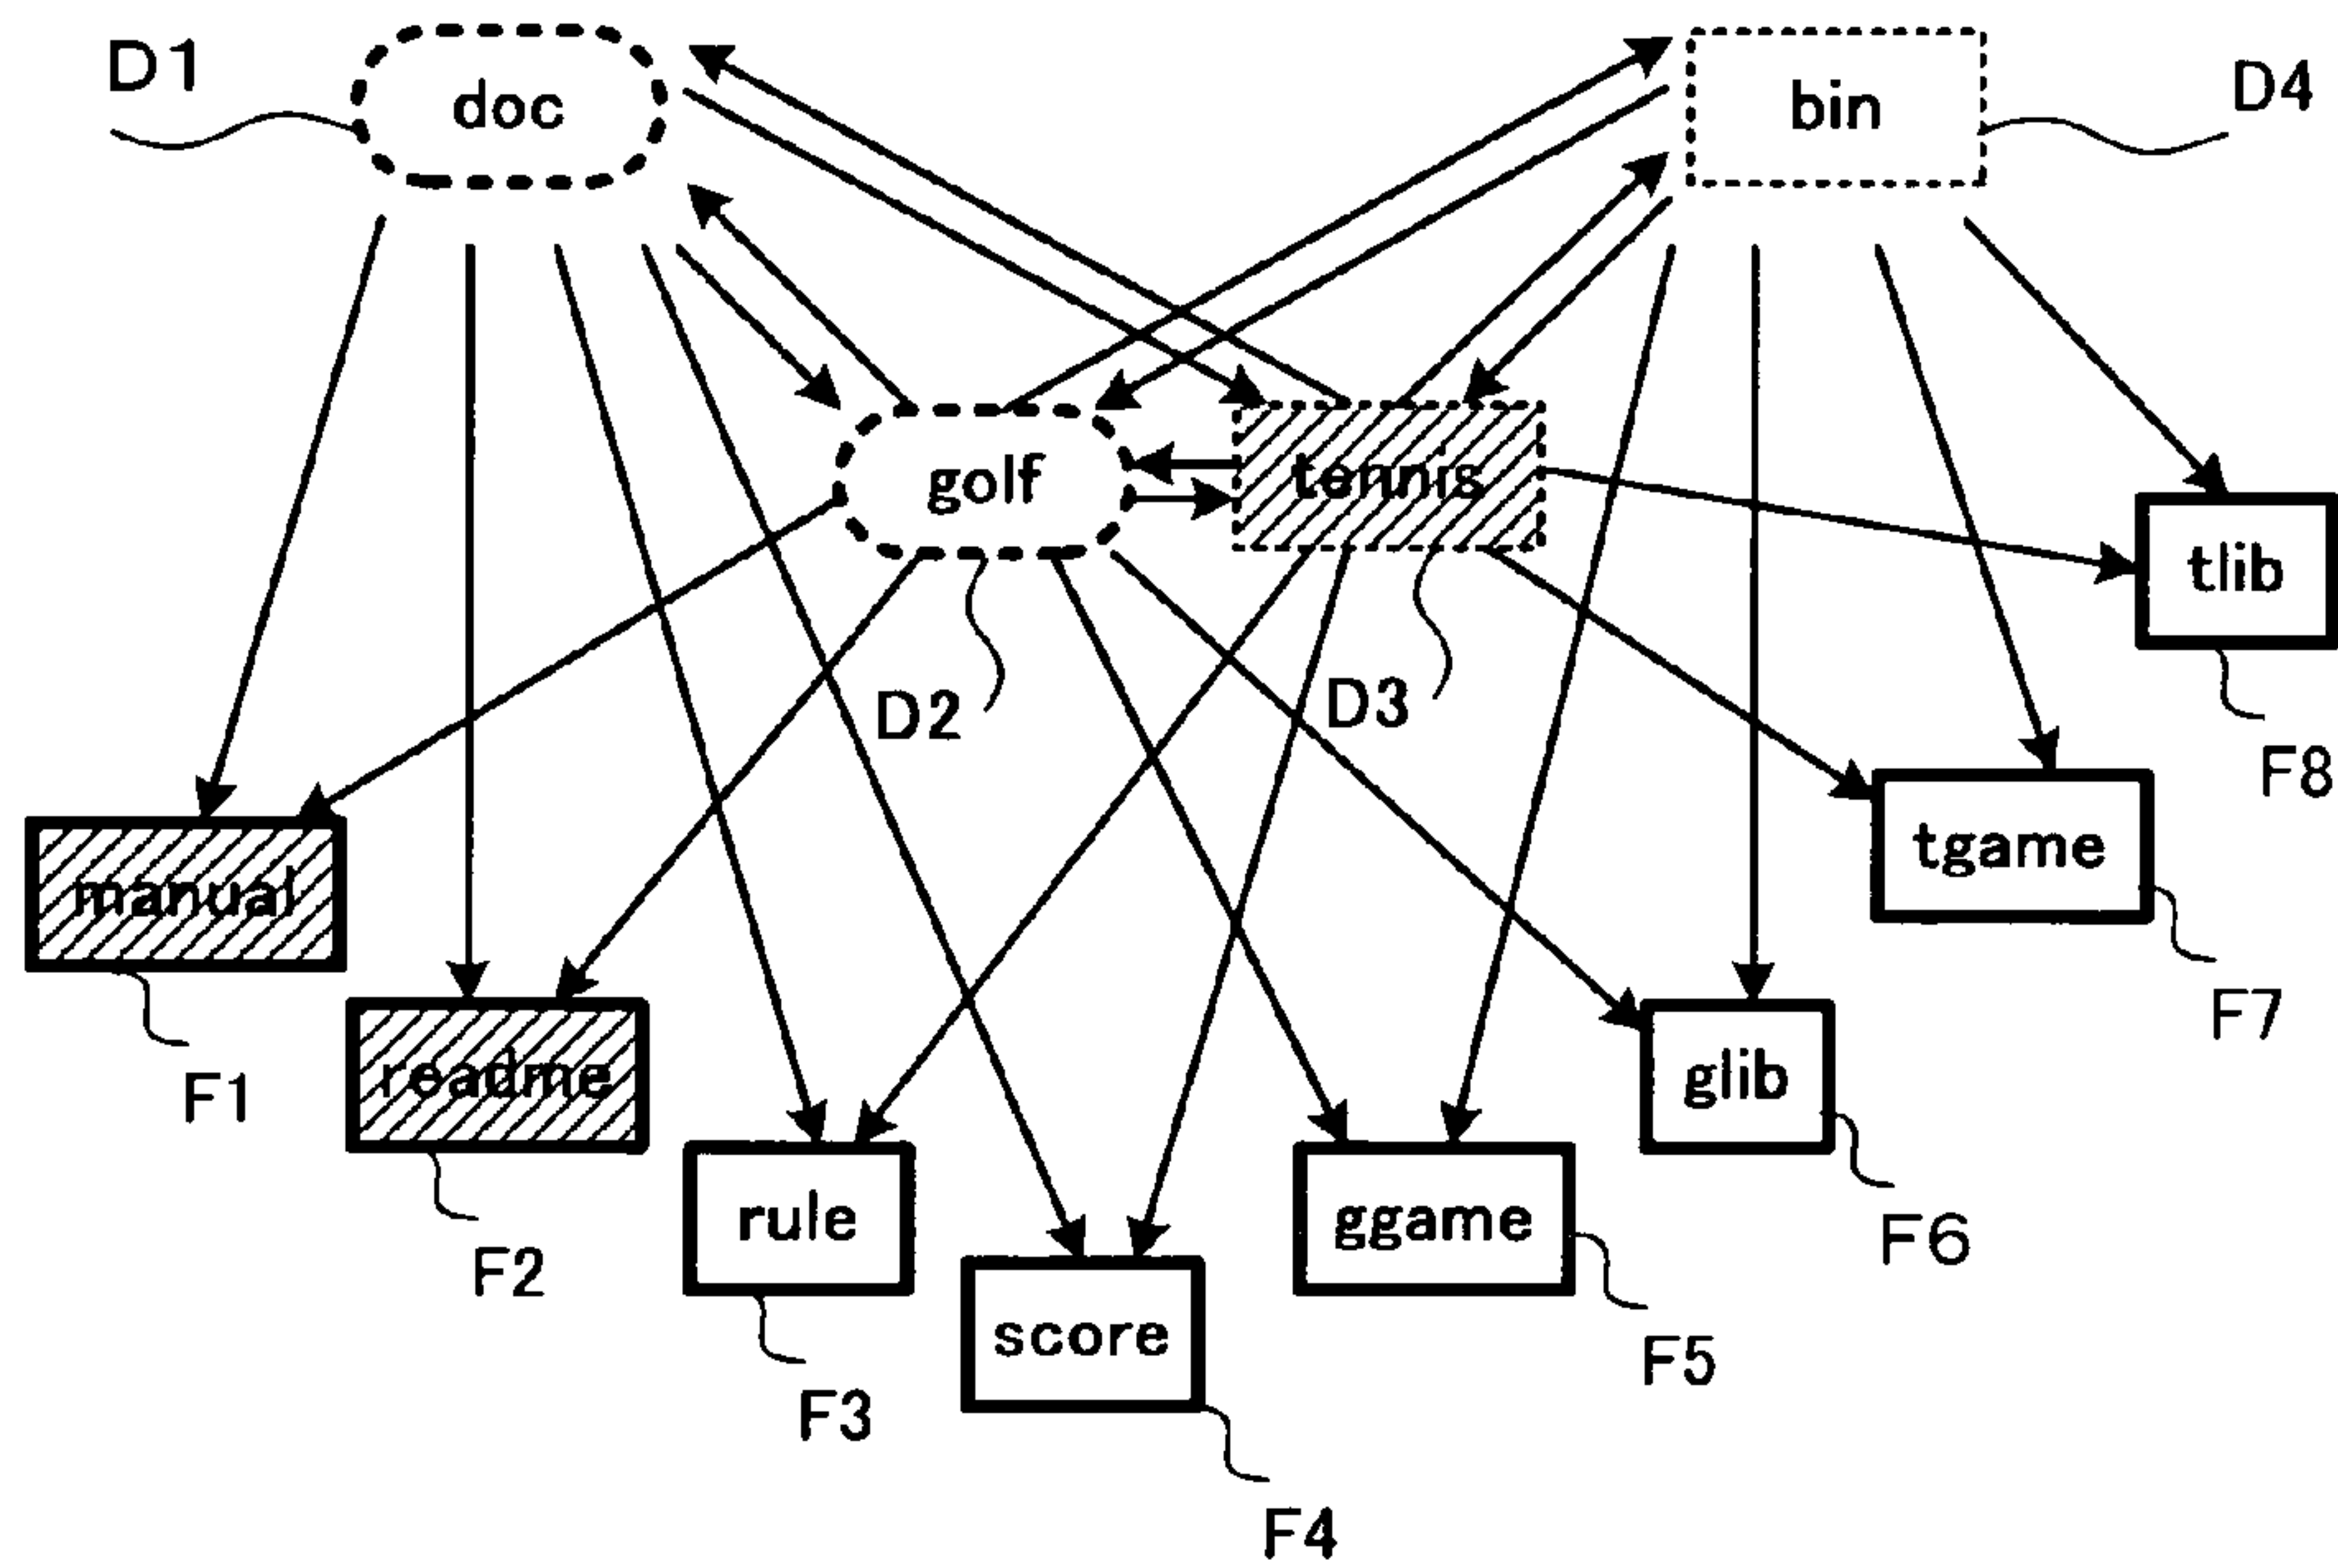 D1
doc
bin
D4
golf
tennis
tlib
D2
D3
F8
tgame
manual
F7
glib
readme
F1
rule
ggame
F6
F2
score
F5
F3
F4